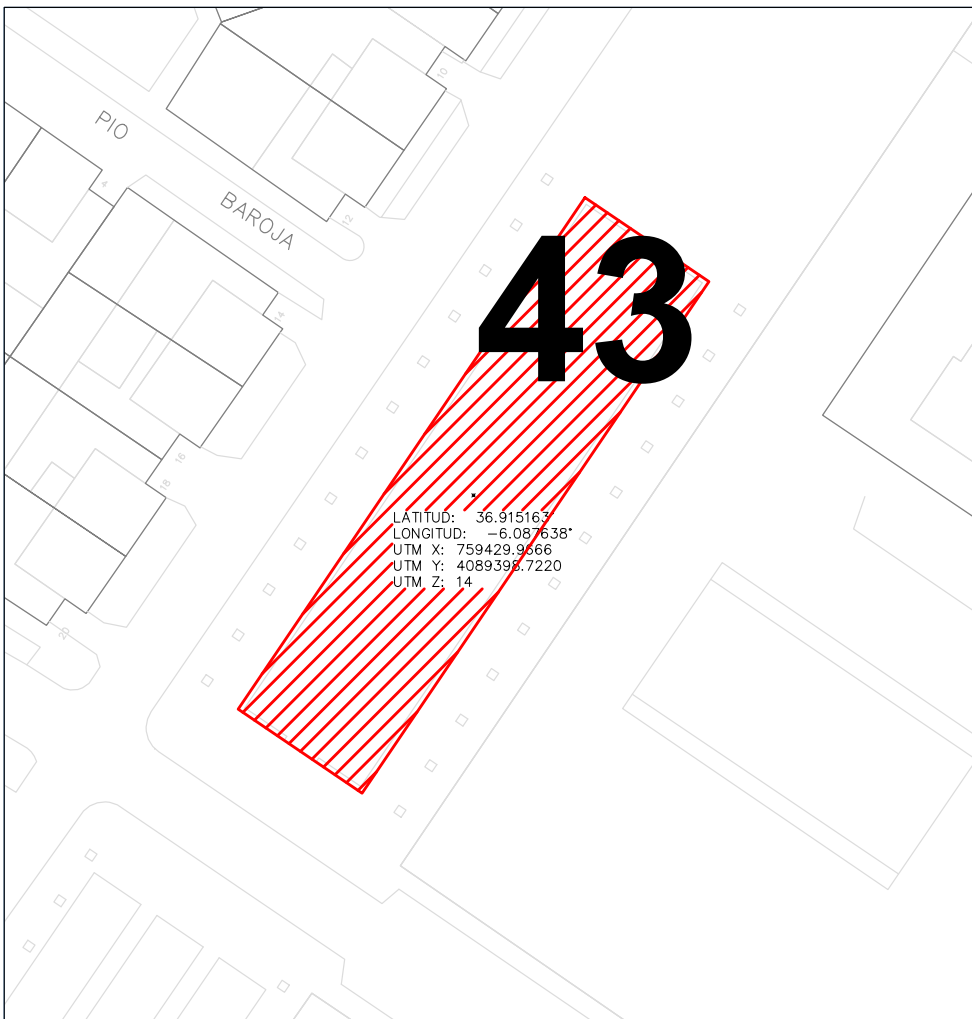 10
PIO
4
BAROJA
12
43
14
16
18
LATITUD: 36.915163°
LONGITUD: -6.087638°
UTM X: 759429.9666
UTM Y: 4089398.7220
UTM Z: 14
20